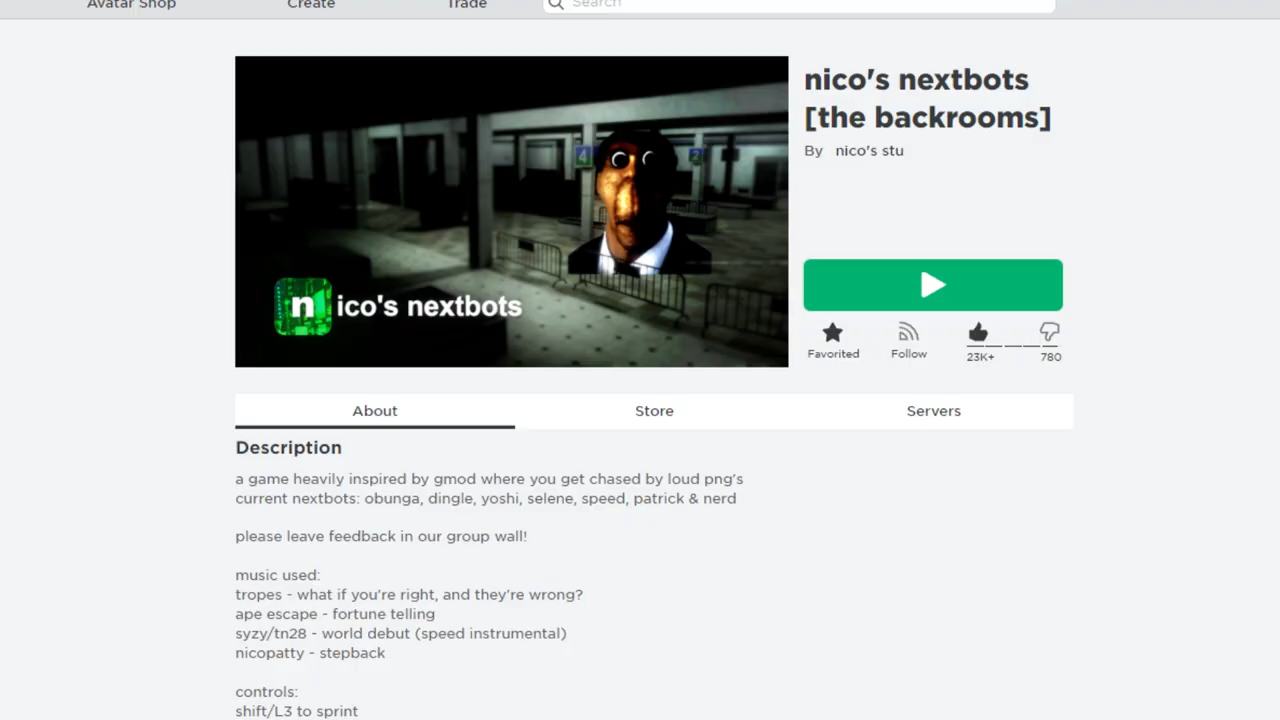 Avatar Shop
Create
Trade
Search
nico's nextbots
[the backrooms]
By nico's stu
4
2
n ico's nextbots
Favorited
Follow
23K+
780
About
Store
Servers
Description
a game heavily inspired by gmod where you get chased by loud png's
current nextbots: obunga, dingle, yoshi, selene, speed, patrick & nerd
please leave feedback in our group wall!
music used:
tropes - what if you're right, and they're wrong?
ape escape - fortune telling
syzy/tn28 - world debut (speed instrumental)
nicopatty - stepback
controls:
shift/L3 to sprint